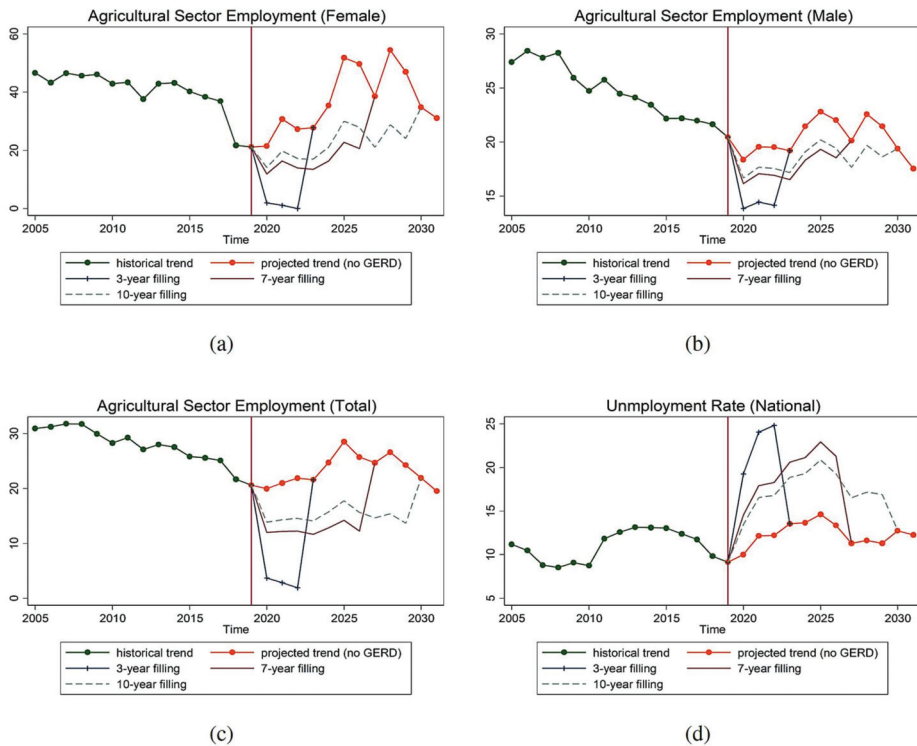 Agricultural Sector Employment (Female)
60
40
20
0
2005 2010 2015 2020 2025 2030
Time
historical trend projected trend (no GERD)
3-year filling 7-year filling
10-year filling
(a)
Agricultural Sector Employment (Male)
30
25
20
15
2005 2010 2015 2020 2025 2030
Time
historical trend projected trend (no GERD)
3-year filling 7-year filling
10-year filling
(b)
Agricultural Sector Employment (Total)
30
20
10
0
2005 2010 2015 2020 2025 2030
Time
historical trend projected trend (no GERD)
3-year filling 7-year filling
10-year filling
(c)
Unmployment Rate (National)
25
20
15
10
5
2005 2010 2015 2020 2025 2030
Time
historical trend projected trend (no GERD)
3-year filling 7-year filling
10-year filling
(d)